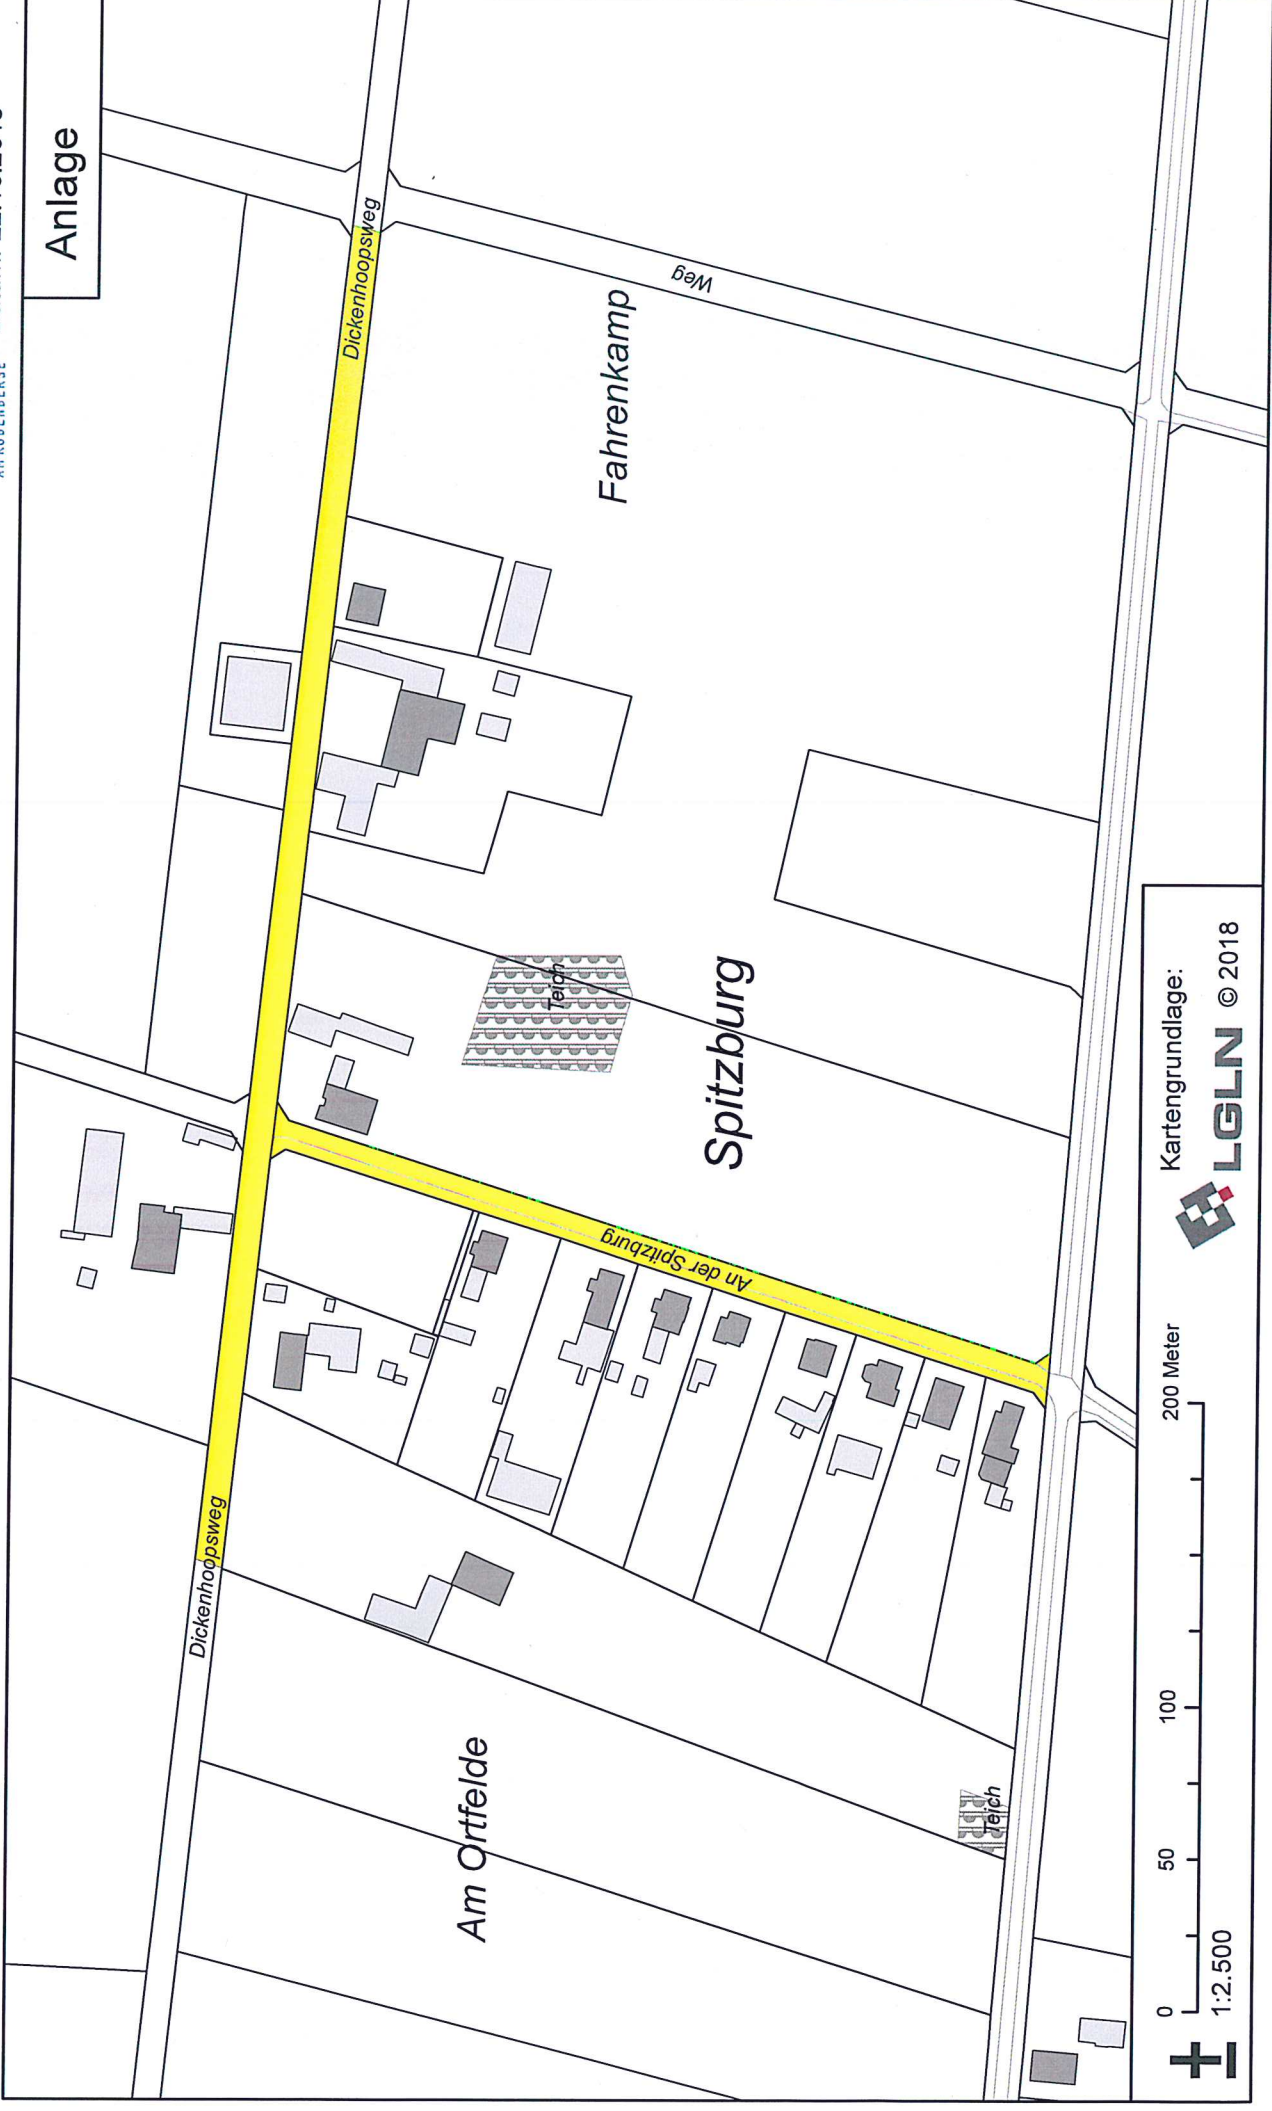 Anlage
Dickenhoopsweg
Dickenhoopsweg
Weg
Fahrenkamp
Teich
Spitzburg
An der Spitzburg
Am Ortfelde
Teich
Kartengrundlage:
LGLN © 2018
0 50 100 200 Meter
1:2.500